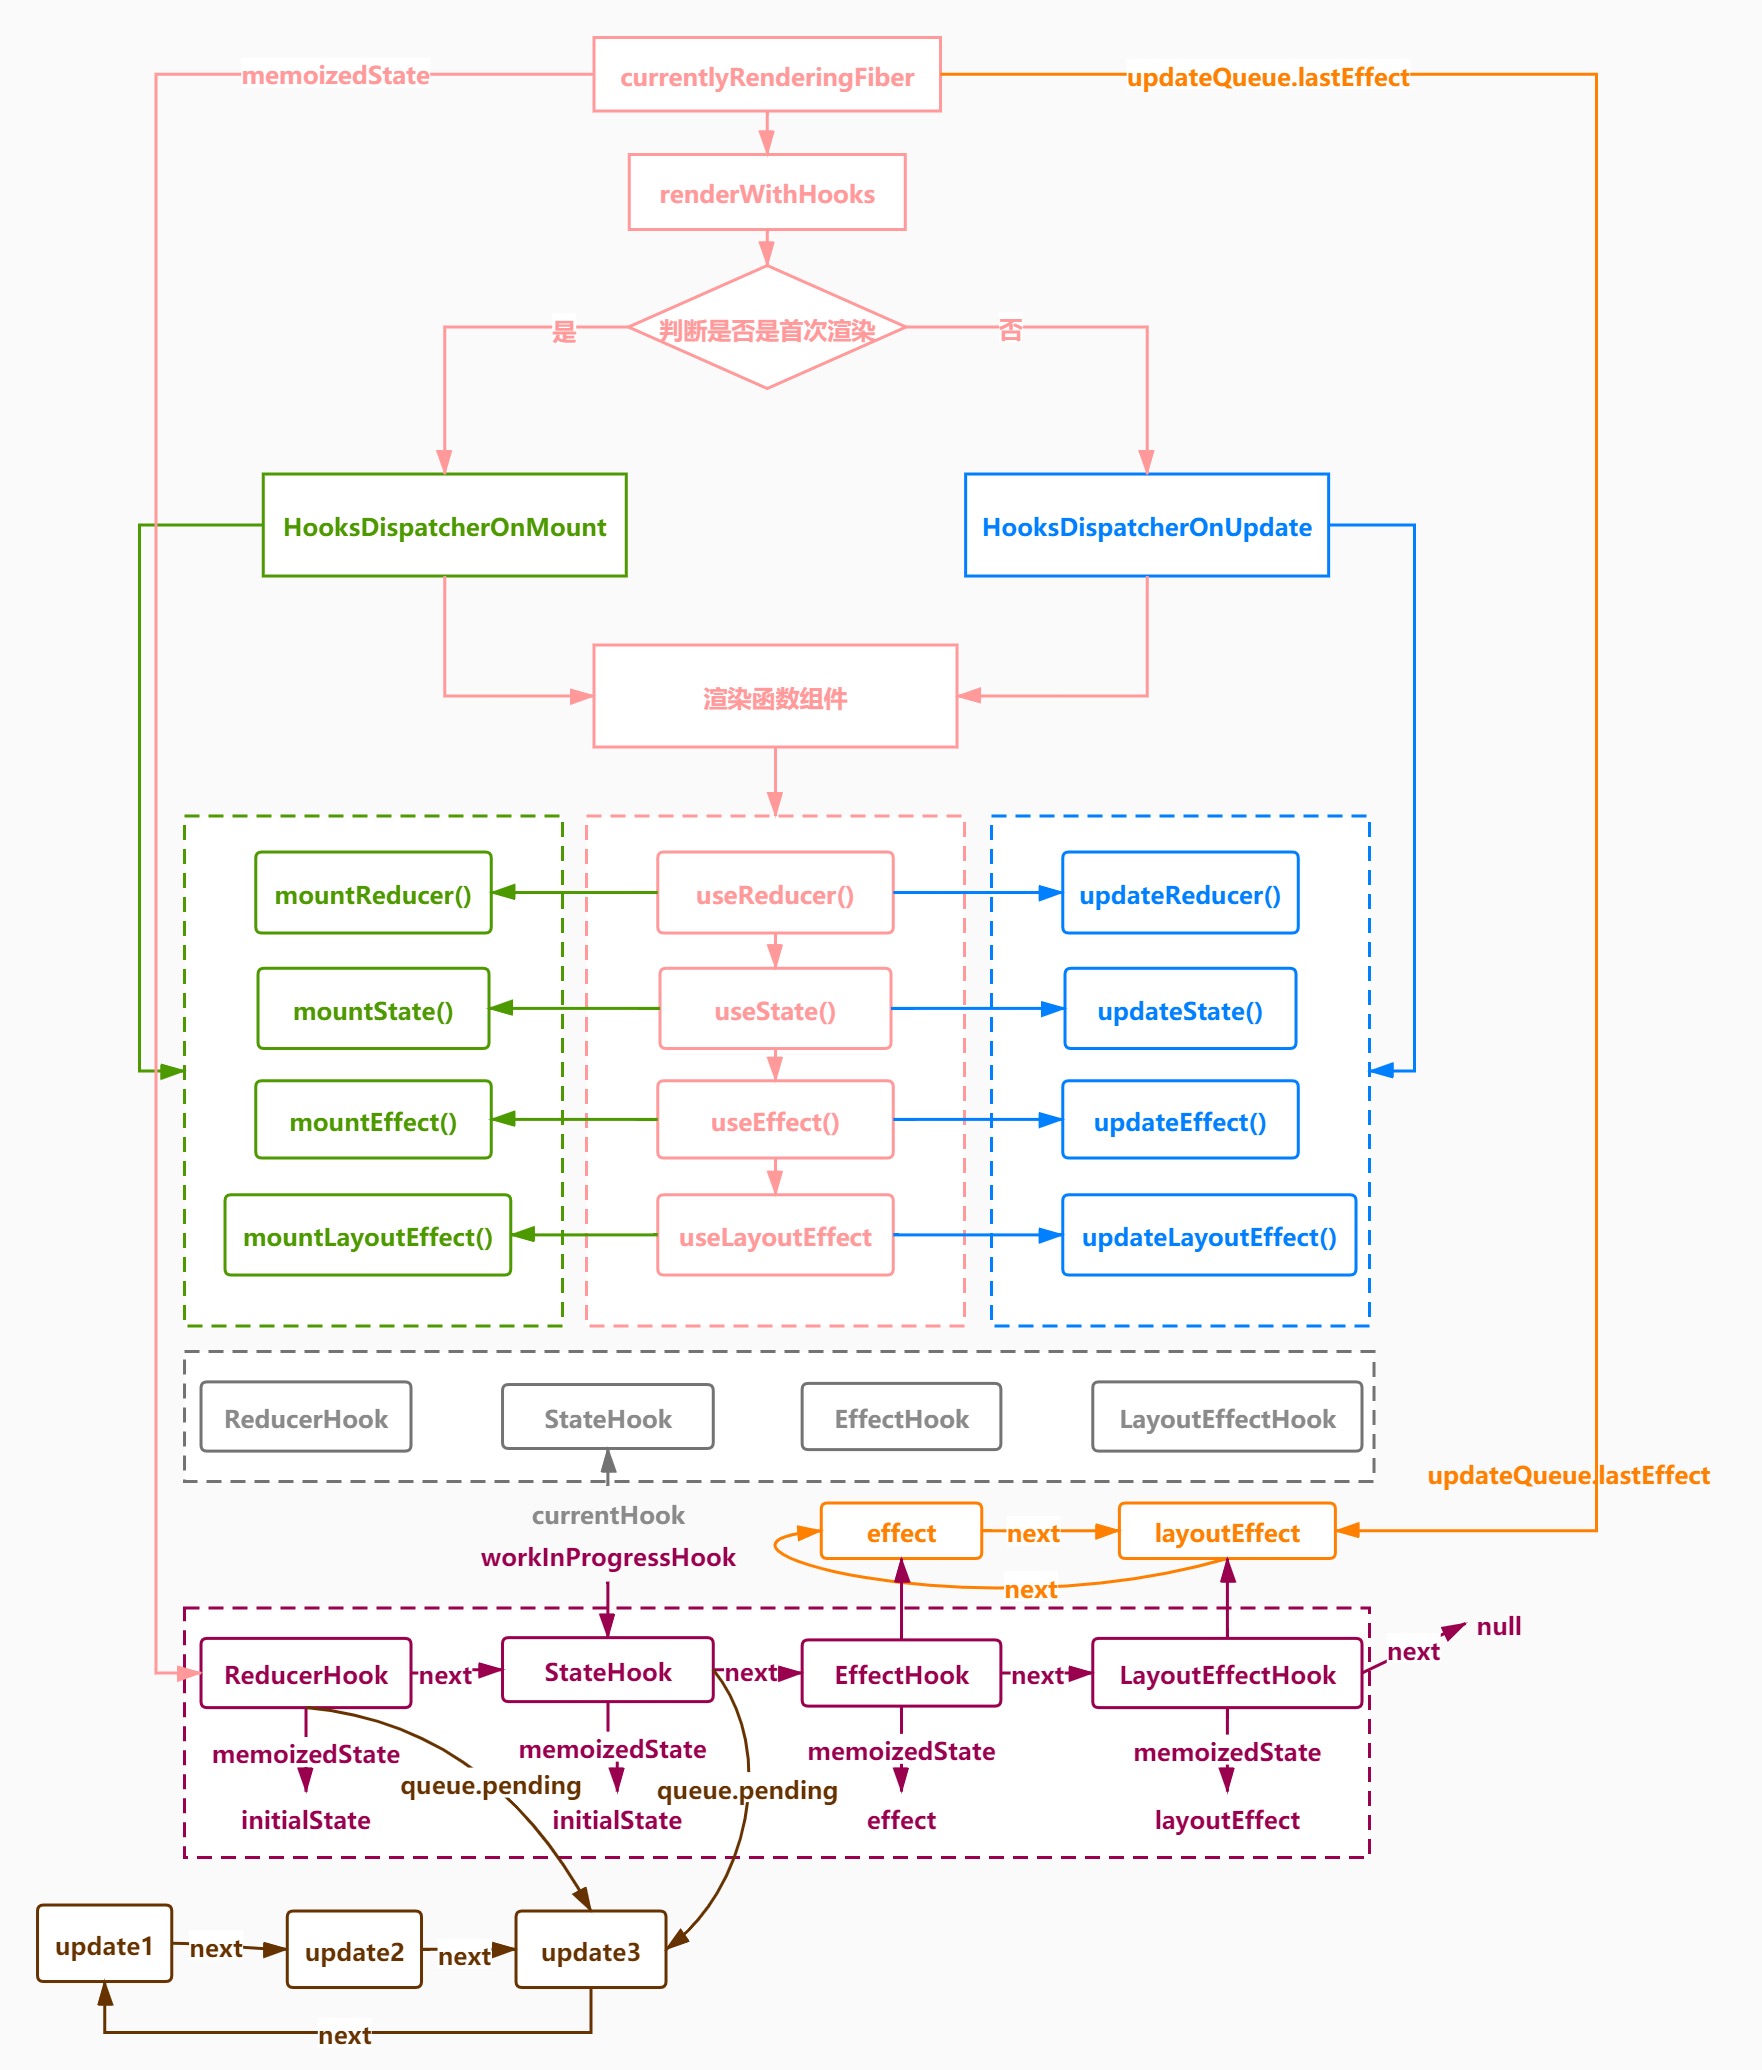 memoizedState
currentlyRenderingFiber
updateQueue.lastEffect
renderWithHooks
是
判断是否是首次渲染
否
HooksDispatcherOnMount
HooksDispatcherOnUpdate
渲染函数组件
mountReducer()
useReducer()
updateReducer()
mountState()
useState()
updateState()
mountEffect()
useEffect()
updateEffect()
mountLayoutEffect()
useLayoutEffect
updateLayoutEffect()
ReducerHook
StateHook
EffectHook
LayoutEffectHook
updateQueue.lastEffect
currentHook
effect
next
layoutEffect
workInProgressHook
next
null
ReducerHook
next
StateHook
next
EffectHook
next
LayoutEffectHook
next
memoizedState
memoizedState
memoizedState
memoizedState
queue.pending
queue.pending
initialState
initialState
effect
layoutEffect
update1
next
update2
next
update3
next